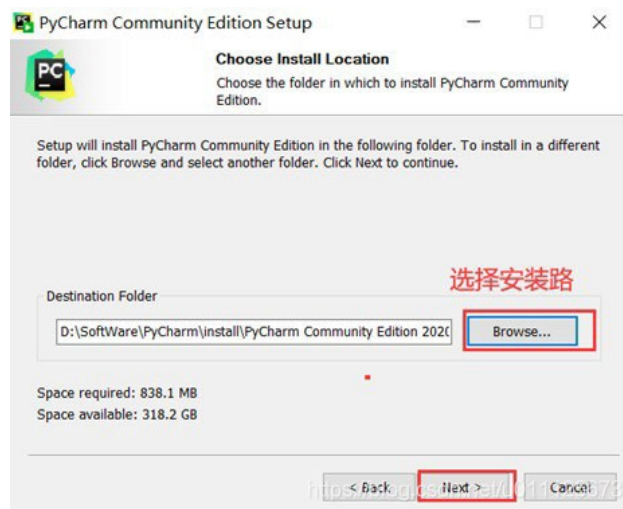 PyCharm Community Edition Setup
PC
Choose Install Location
Choose the folder in which to install PyCharm Community
Edition.
Setup will install PyCharm Community Edition in the following folder. To install in a different
folder, click Browse and select another folder. Click Next to continue.
选择安装路
Destination Folder
D:\SoftWare\PyCharm\install\PyCharm Community Edition 202
Browse...
Space required: 838.1 MB
Space available: 318.2 GB
< Back
Next >
Cancel